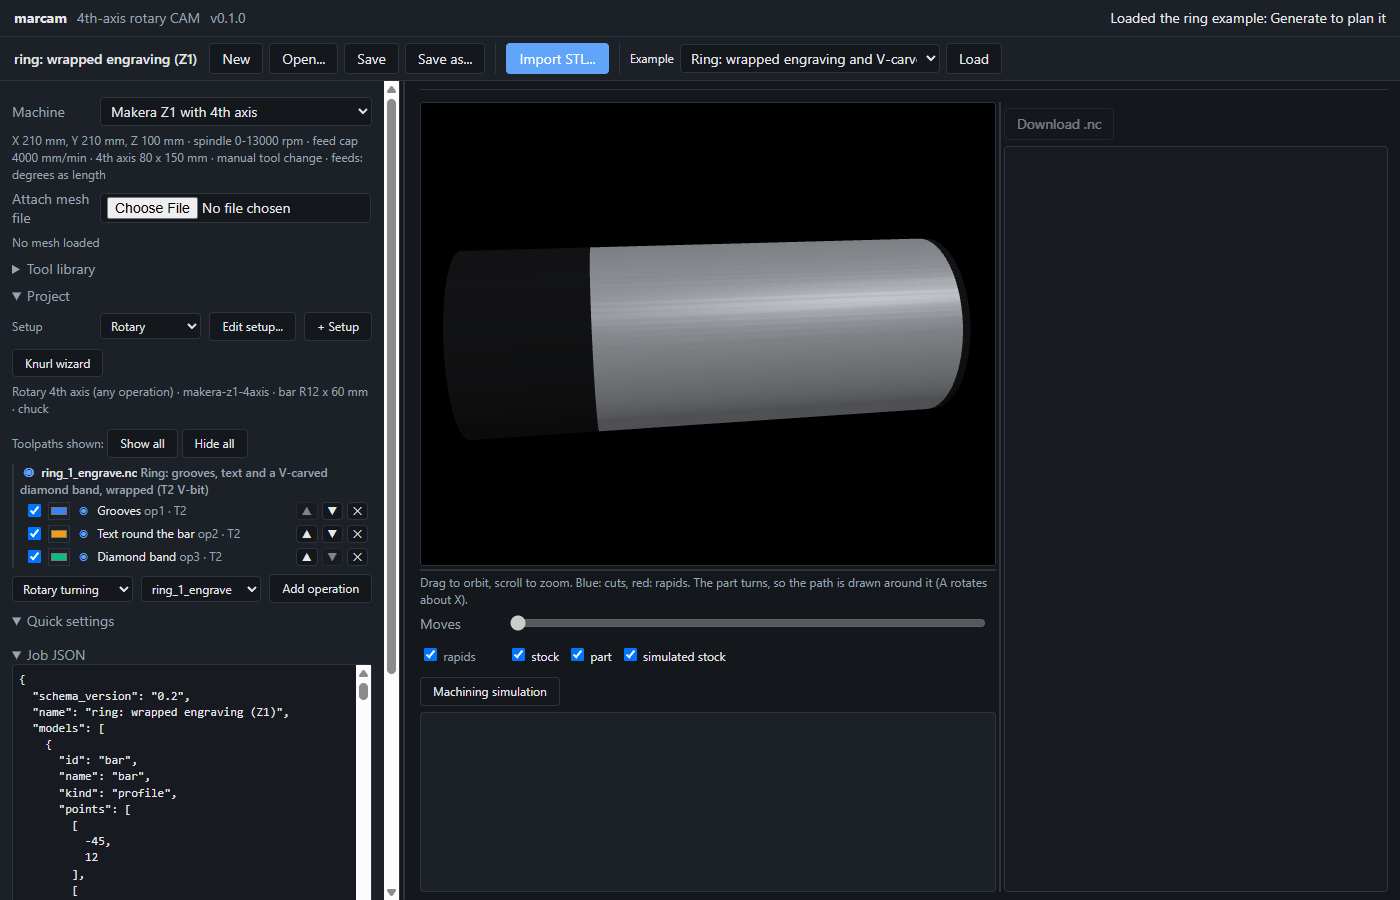 marcam 4th-axis rotary CAM v0.1.0
Loaded the ring example: Generate to plan it
ring: wrapped engraving (Z1) New Open... Save Save as... Import STL... Example Ring: wrapped engraving and V-carv Load
Machine Makera Z1 with 4th axis
X 210 mm, Y 210 mm, Z 100 mm · spindle 0-13000 rpm · feed cap
4000 mm/min · 4th axis 80 x 150 mm · manual tool change · feeds:
degrees as length
Attach mesh
file
Choose File No file chosen
No mesh loaded
Tool library
Project
Setup Rotary Edit setup... + Setup
Knurl wizard
Rotary 4th axis (any operation) · makera-z1-4axis · bar R12 x 60 mm
· chuck
Toolpaths shown: Show all Hide all
ring_1_engrave.nc Ring: grooves, text and a V-carved
diamond band, wrapped (T2 V-bit)
Grooves op1 · T2
Text round the bar op2 · T2
Diamond band op3 · T2
Rotary turning ring_1_engrave Add operation
Quick settings
Job JSON
{
"schema_version": "0.2",
"name": "ring: wrapped engraving (Z1)",
"models": [
{
"id": "bar",
"name": "bar",
"kind": "profile",
"points": [
[
-45,
12
],
[
Drag to orbit, scroll to zoom. Blue: cuts, red: rapids. The part turns, so the path is drawn around it (A rotates
about X).
Moves
rapids stock part simulated stock
Machining simulation
Download .nc